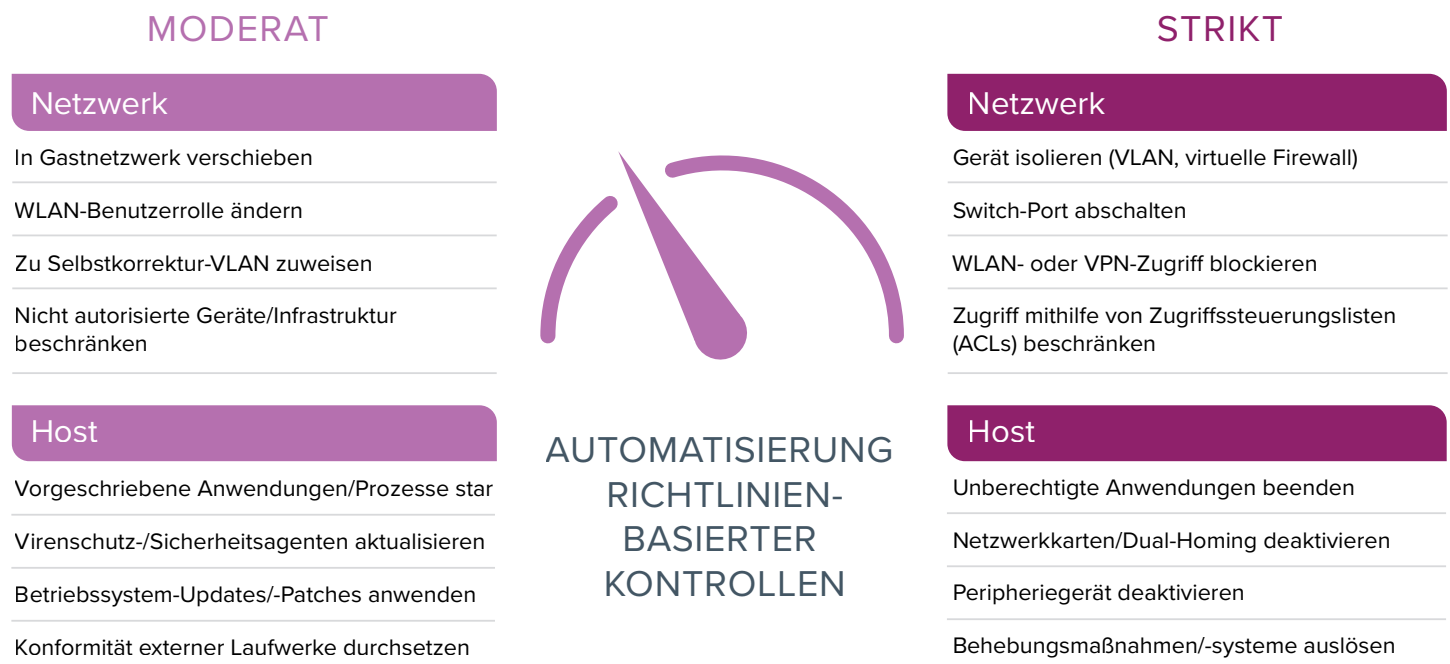 MODERAT
Netzwerk
In Gastnetzwerk verschieben
WLAN-Benutzerrolle ändern
Zu Selbstkorrektur-VLAN zuweisen
Nicht autorisierte Geräte/Infrastruktur
beschränken
Host
Vorgeschriebene Anwendungen/Prozesse star
Virenschutz-/Sicherheitsagenten aktualisieren
Betriebssystem-Updates/-Patches anwenden
Konformität externer Laufwerke durchsetzen
AUTOMATISIERUNG
RICHTLINIEN-
BASIERTER
KONTROLLEN
STRIKT
Netzwerk
Gerät isolieren (VLAN, virtuelle Firewall)
Switch-Port abschalten
WLAN- oder VPN-Zugriff blockieren
Zugriff mithilfe von Zugriffssteuerungslisten
(ACLs) beschränken
Host
Unberechtigte Anwendungen beenden
Netzwerkkarten/Dual-Homing deaktivieren
Peripheriegerät deaktivieren
Behebungsmaßnahmen/-systeme auslösen